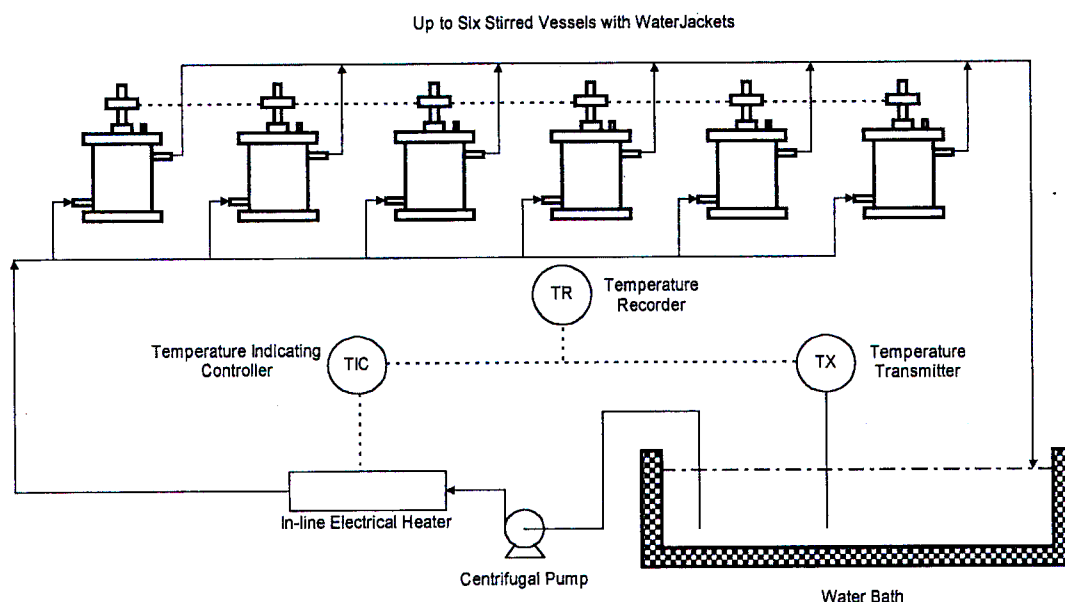 Up to Six Stirred Vessels with WaterJackets
TR
Temperature
Recorder
Temperature Indicating
Controller
TIC
TX
Temperature
Transmitter
In-line Electrical Heater
Centrifugal Pump
Water Bath